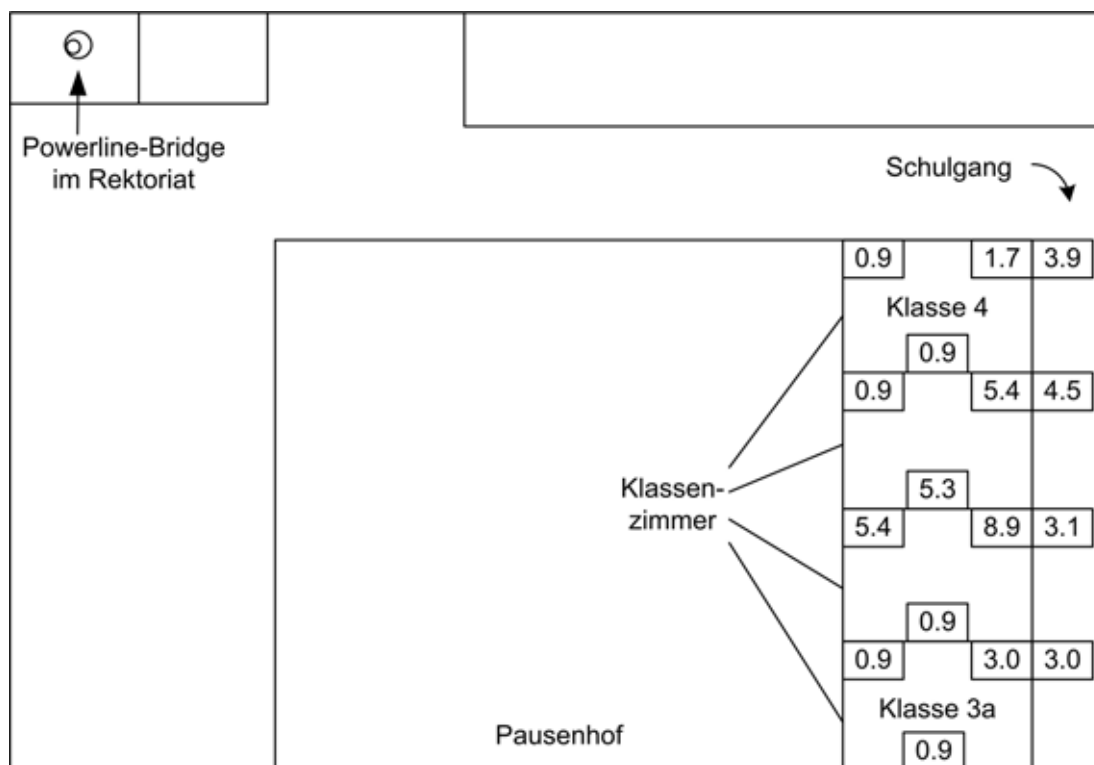 Powerline-Bridge
im Rektoriat
Schulgang
0.9 1.7 3.9
Klasse 4
0.9
0.9 5.4 4.5
Klassen-
zimmer
5.3
5.4 8.9 3.1
0.9
0.9 3.0 3.0
Klasse 3a
Pausenhof
0.9